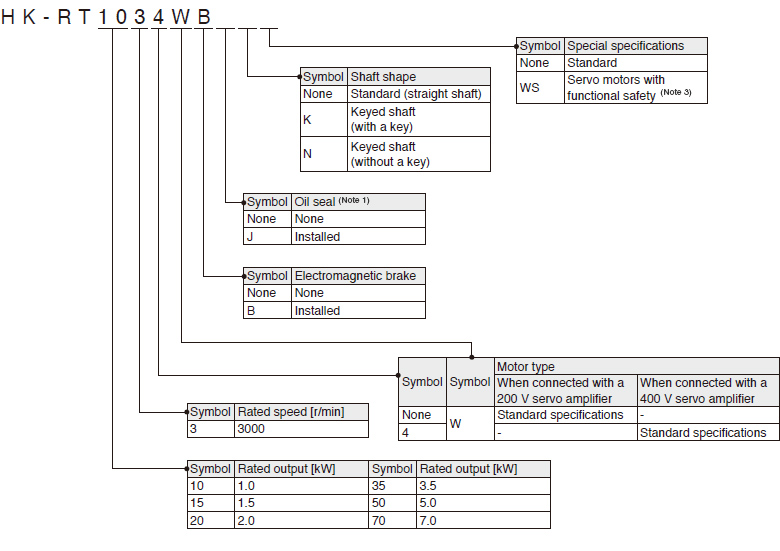 HK-RT1034WB
Symbol Special specifications
None Standard
WS Servo motors with
functional safety (Note 3)
Symbol Shaft shape
None Standard (straight shaft)
K Keyed shaft
(with a key)
N Keyed shaft
(without a key)
Symbol Oil seal (Note 1)
None None
J Installed
Symbol Electromagnetic brake
None None
B Installed
Symbol Symbol Motor type
When connected with a
200 V servo amplifier
When connected with a
400 V servo amplifier
None W Standard specifications -
4 - Standard specifications
Symbol Rated speed [r/min]
3 3000
Symbol Rated output [kW] Symbol Rated output [kW]
10 1.0 35 3.5
15 1.5 50 5.0
20 2.0 70 7.0